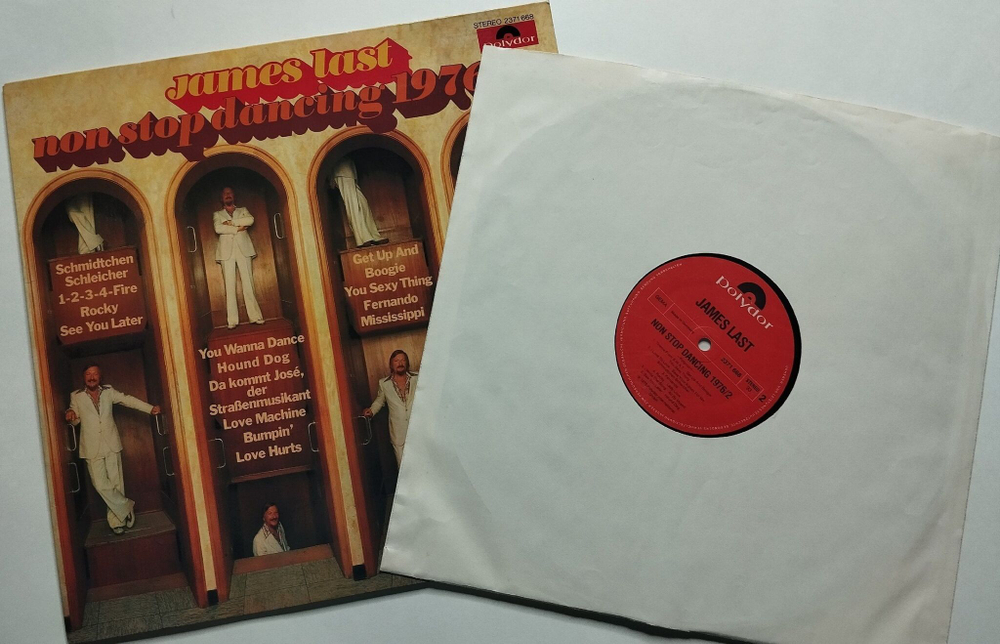 STEREO 2371 668
polydor
james last
non stop dancing 1976
Schmidtchen
Schleicher
1-2-3-4-Fire
Rocky
See You Later
You Wanna Dance
Hound Dog
Da kommt José,
der
Straßenmusikant
Love Machine
Bumpin'
Love Hurts
Get Up And
Boogie
You Sexy Thing
Fernando
Mississippi
polydor
JAMES LAST
NON STOP DANCING 1976/2
2371 668
2